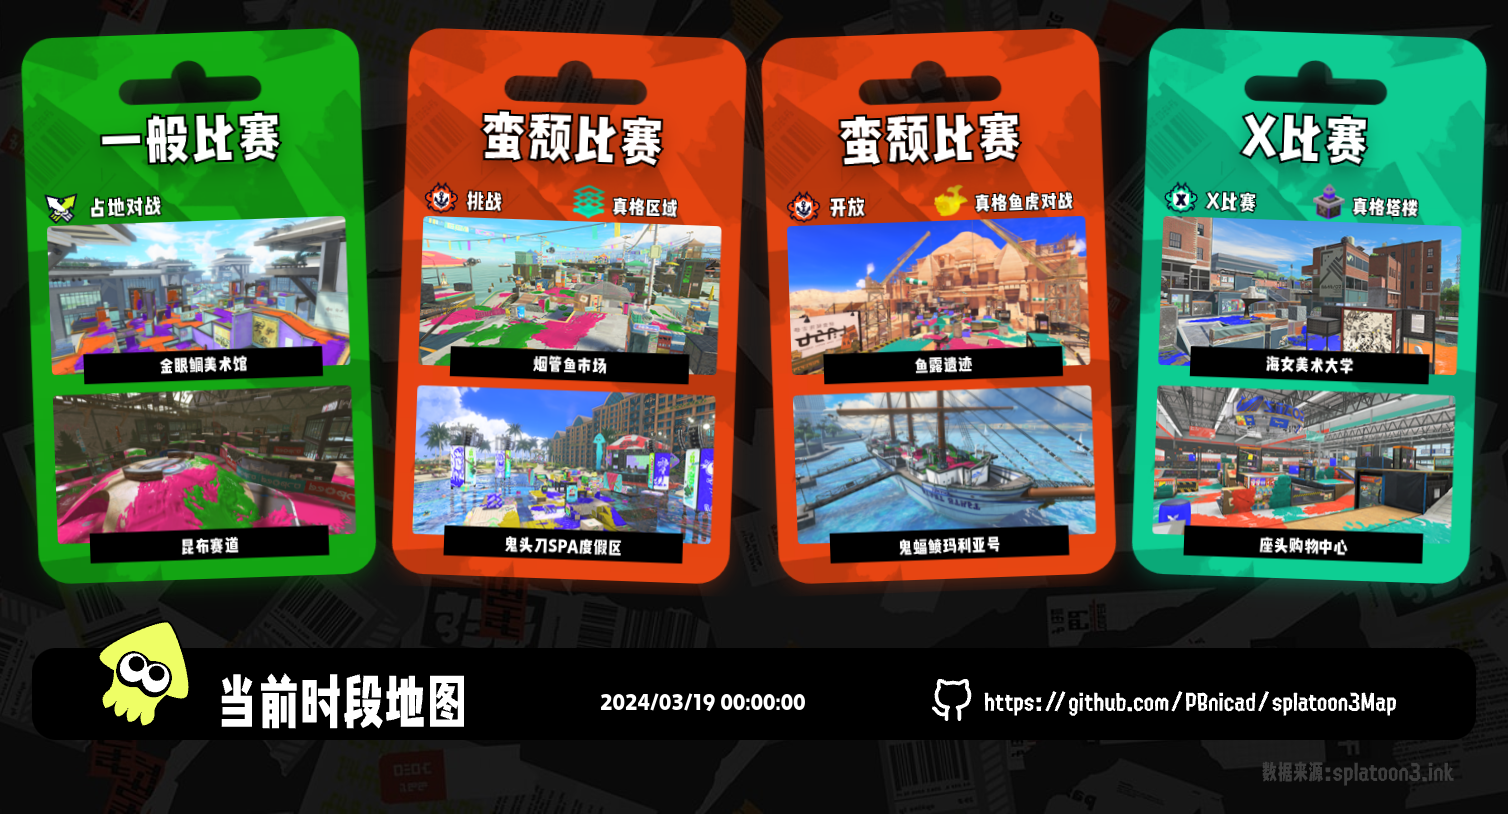 一般比赛
占地对战
金眼鲷美术馆
昆布赛道
蛮颓比赛
挑战
真格区域
烟管鱼市场
鬼头刀SPA度假区
蛮颓比赛
开放
真格鱼虎对战
鱼露遗迹
鬼蝠鲼玛利亚号
X比赛
X比赛
真格塔楼
海女美术大学
座头购物中心
当前时段地图
2024/03/19 00:00:00
https://github.com/PBnicad/splatoon3Map
数据来源:splatoon3.ink